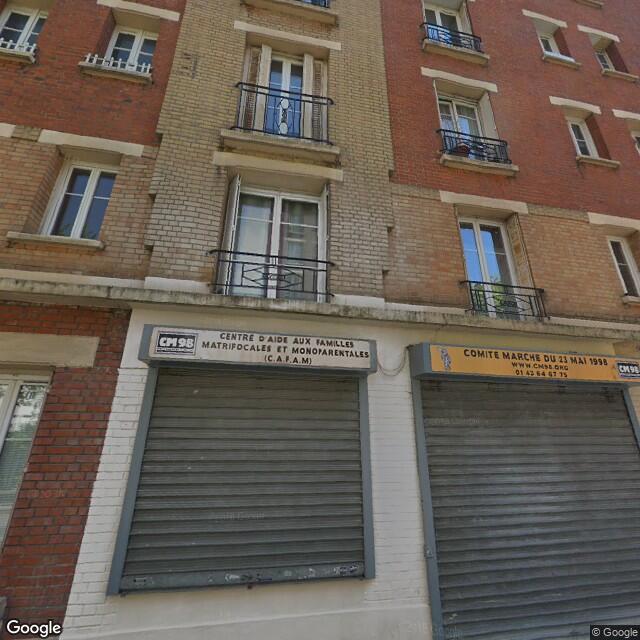 CM98
CENTRE D'AIDE AUX FAMILLES
MATRIFOCALES ET MONOPARENTALES
(C.A.F.A.M)
COMITE MARCHE DU 23 MAI 1998
WWW.CM98.ORG
01 43 64 67 75
CM98
Google
© Google